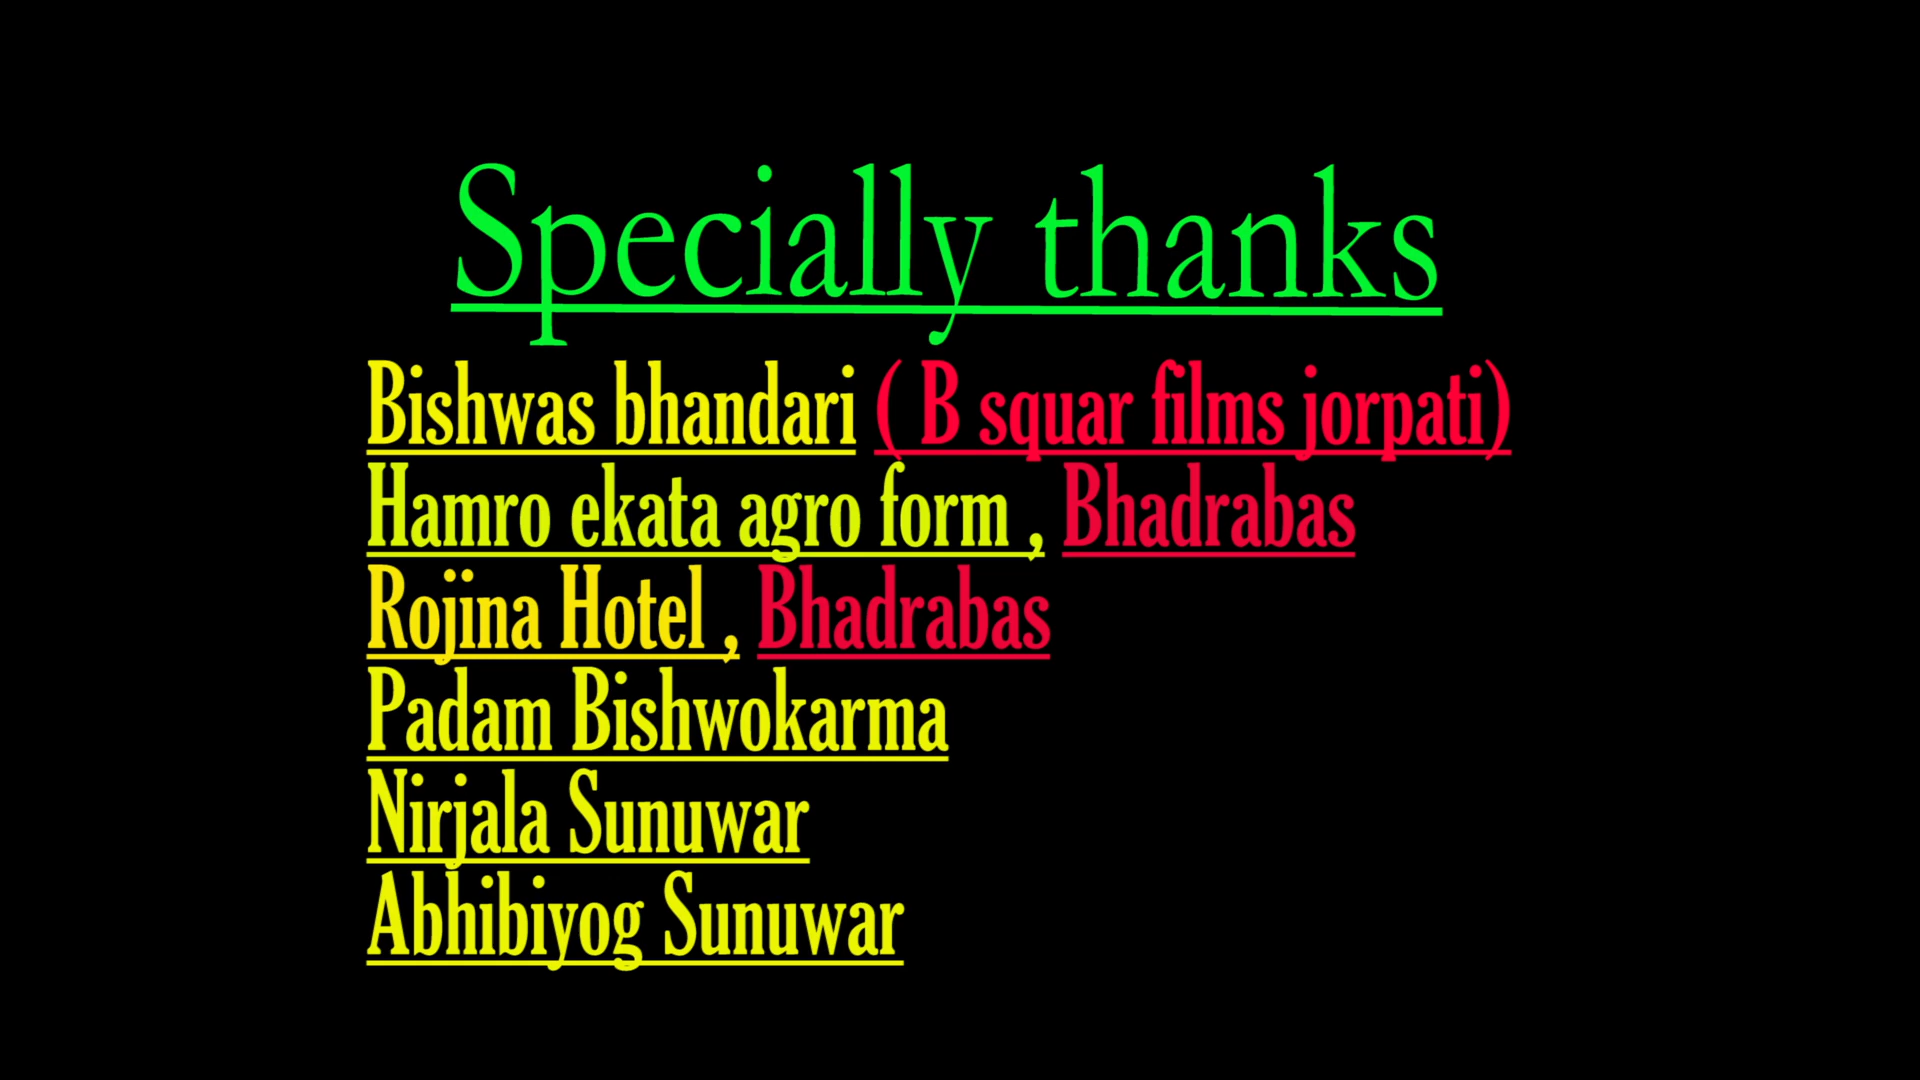 Specially thanks
Bishwas bhandari ( B squar films jorpati)
Hamro ekata agro form , Bhadrabas
Rojina Hotel , Bhadrabas
Padam Bishwokarma
Nirjala Sunuwar
Abhibiyog Sunuwar